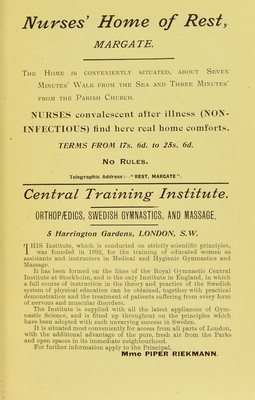 Nurses' Home of Rest,
MARGATE.
The Home is conveniently situated, about Seven
Minutes' Walk from the Sea and Three Minutes'
from the Parish Church.
NURSES convalescent after illness (NON-
INFECTIOUS) find here real home comforts.
TERMS FROM 17s. 6d. to 25s. 6d.
No Rules.
Telegraphic Address:—"REST, MARGATE".
Central Training Institute.
ORTHOPÆDICS, SWEDISH GYMNASTICS, AND MASSAGE,
5 Harrington Gardens, LONDON, S.W.
THIS Institute, which is conducted on strictly scientific principles,
was founded in 1892, for the training of educated women as
assistants and instructors in Medical and Hygienic Gymnastics and
Massage.
It has been formed on the lines of the Royal Gymnastic Central
Institute at Stockholm, and is the only Institute in England, in which
a full course of instruction in the theory and practice of the Swedish
system of physical education can be obtained, together with practical
demonstration and the treatment of patients suffering from every form
of nervous and muscular disorders.
The Institute is supplied with all the latest appliances of Gym-
nastic Science, and is fitted up throughout on the principles which
have been adopted with such unvarying success in Sweden.
It is situated most conveniently for access from all parts of London,
with the additional advantage of the pure, fresh air from the Parks
and open spaces in its immediate neighbourhood.
For further information apply to the Principal,
Mme PIPER RIEKMANN.